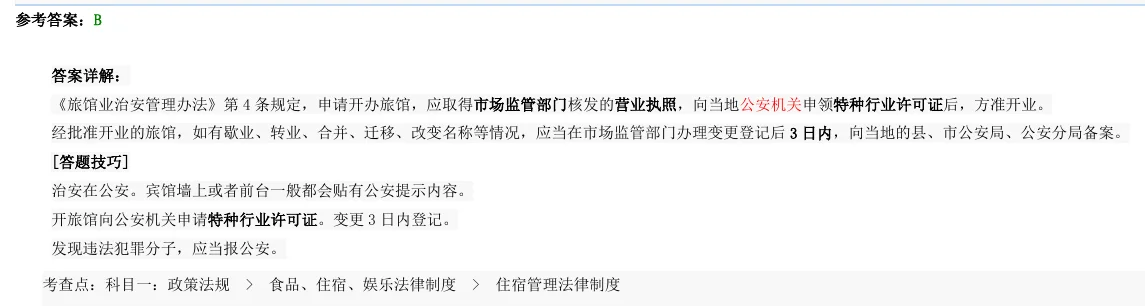 参考答案：B
答案详解：
《旅馆业治安管理办法》第 4 条规定，申请开办旅馆，应取得市场监管部门核发的营业执照，向当地公安机关申领特种行业许可证后，方准开业。
经批准开业的旅馆，如有歇业、转业、合并、迁移、改变名称等情况，应当在市场监管部门办理变更登记后 3 日内，向当地的县、市公安局、公安分局备案。
[答题技巧]
治安在公安。宾馆墙上或者前台一般都会贴有公安提示内容。
开旅馆向公安机关申请特种行业许可证。变更 3 日内登记。
发现违法犯罪分子，应当报公安。
考查点：科目一：政策法规 > 食品、住宿、娱乐法律制度 > 住宿管理法律制度